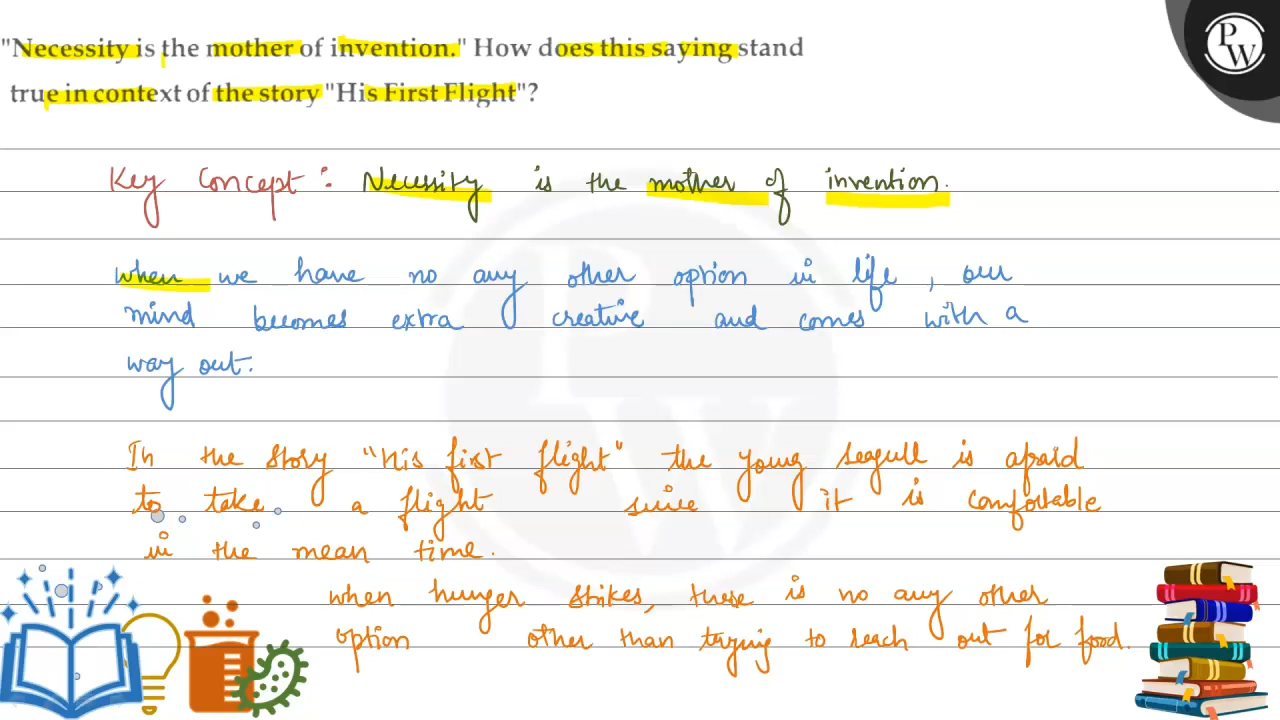 "Necessity is the mother of invention." How does this saying stand
true in context of the story "His First Flight"?
PW
Key Concept: Necessity is the mother of invention.
when we have no any other option in life, our
mind becomes extra creative and comes with a
way out.
In the story "His first flight" the young seagull is afraid
to take a flight since it is comfortable
in the mean time.
when hunger strikes, there is no any other
option other than trying to reach out for food.